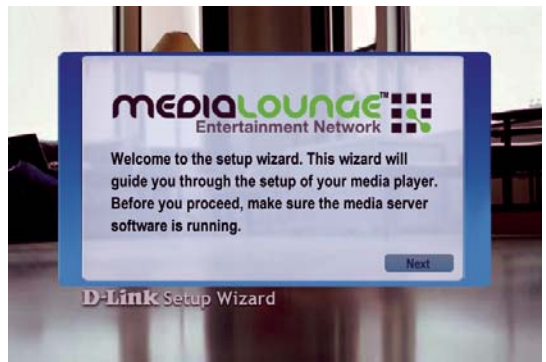 MEDIALOUNGE™
Entertainment Network
Welcome to the setup wizard. This wizard will
guide you through the setup of your media player.
Before you proceed, make sure the media server
software is running.
Next
D-Link Setup Wizard